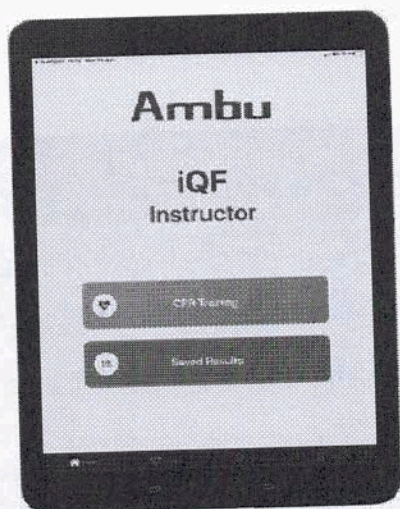 Ambu
iQF
Instructor
CPR Training
Saved Results